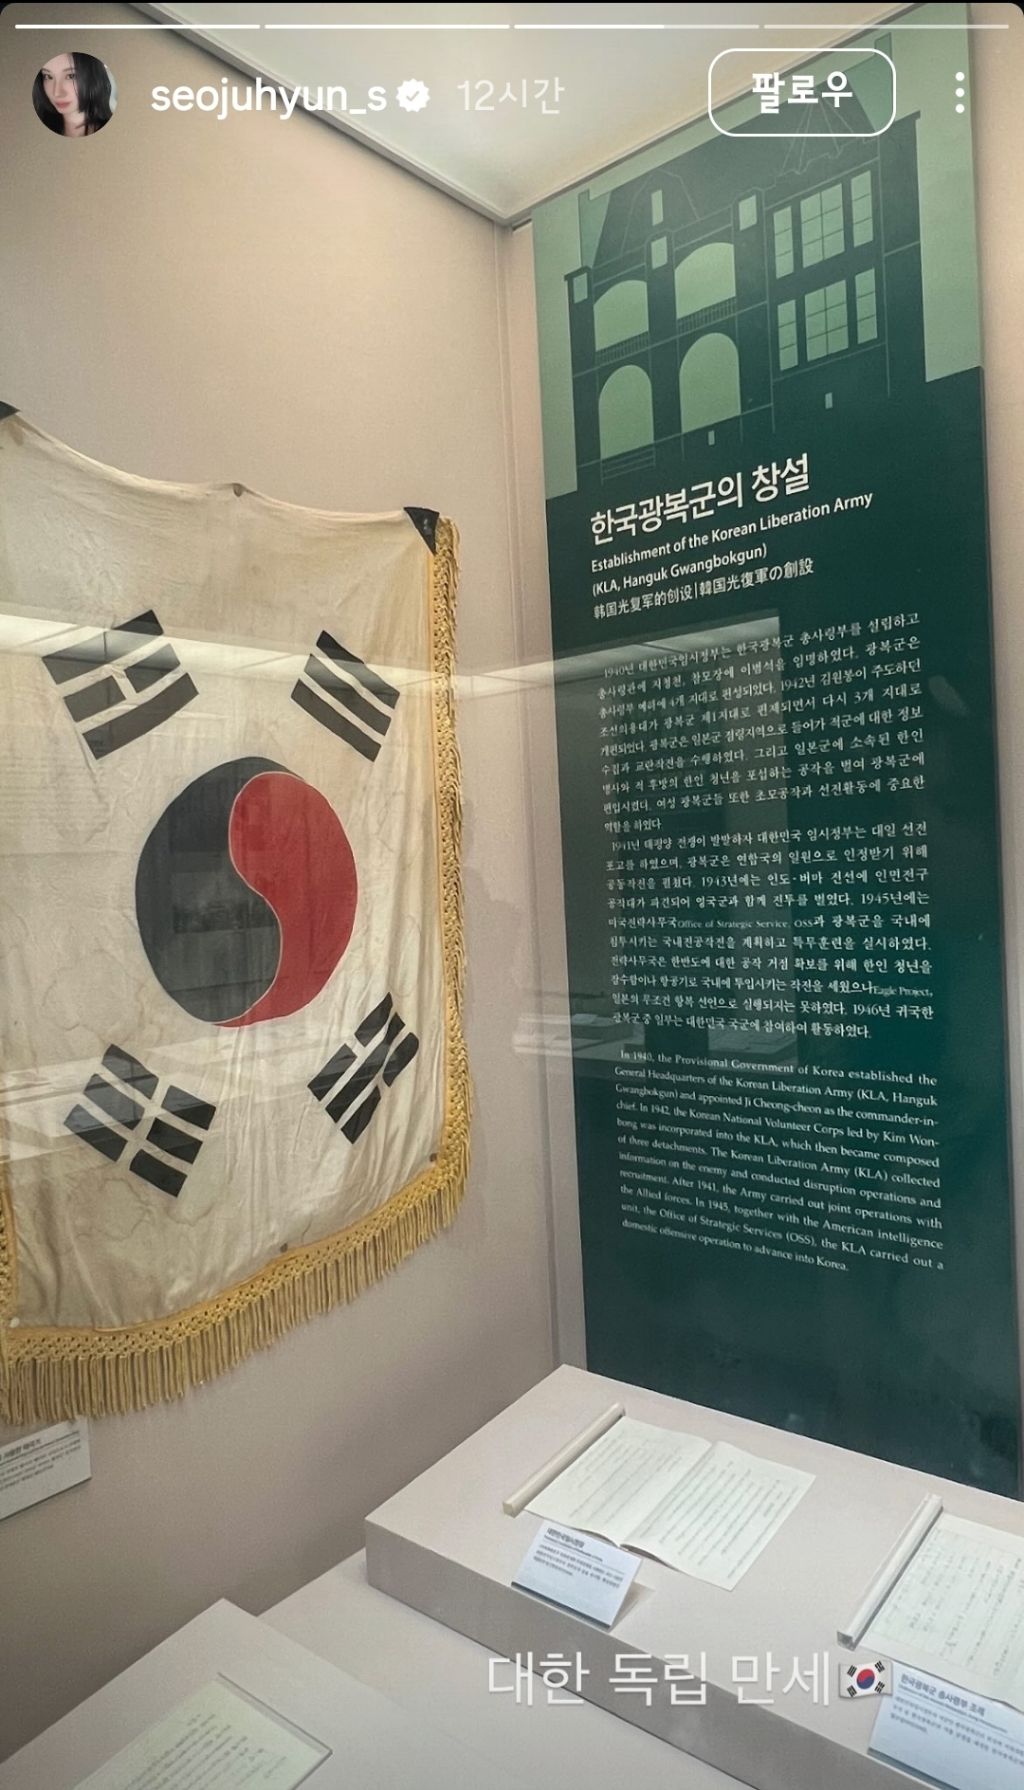 seojuhyun_s 12시간 팔로우
한국광복군의 창설
Establishment of the Korean Liberation Army
(KLA, Hanguk Gwangbokgun)
韩国光复军的创设 | 韓国光復軍の創設
1940년 대한민국임시정부는 한국광복군 총사령부를 설립하고
총사령관에 지청천, 참모장에 이범석을 임명하였다. 광복군은
총사령부 예하에 4개 지대로 편성되었다. 1942년 김원봉이 주도하던
조선의용대가 광복군 제1지대로 편제되면서 다시 3개 지대로
개편되었다. 광복군은 일본군 점령지역으로 들어가 적군에 대한 정보
수집과 교란작전을 수행하였다. 그리고 일본군에 소속된 한인
병사와 적 후방의 한인 청년을 포섭하는 공작을 벌여 광복군에
편입시켰다. 여성 광복군들 또한 초모공작과 선전활동에 중요한
역할을 하였다.
1941년 태평양 전쟁이 발발하자 대한민국 임시정부는 대일 선전
포고를 하였으며, 광복군은 연합국의 일원으로 인정받기 위해
공동작전을 펼쳤다. 1943년에는 인도·버마 전선에 인면전구
공작대가 파견되어 영국군과 함께 전투를 벌였다. 1945년에는
미국전략사무국Office of Strategic Service, OSS과 광복군을 국내에
침투시키는 국내진공작전을 계획하고 특무훈련을 실시하였다.
전략사무국은 한반도에 대한 공작 거점 확보를 위해 한인 청년을
잠수함이나 항공기로 국내에 투입시키는 작전을 세웠으나Eagle Project,
일본의 무조건 항복 선언으로 실행되지는 못하였다. 1946년 귀국한
광복군 중 일부는 대한민국 국군에 참여하여 활동하였다.
In 1940, the Provisional Government of Korea established the
General Headquarters of the Korean Liberation Army (KLA, Hanguk
Gwangbokgun) and appointed Ji Cheong-cheon as the commander-in-
chief. In 1942, the Korean National Volunteer Corps led by Kim Won-
bong was incorporated into the KLA, which then became composed
of three detachments. The Korean Liberation Army (KLA) collected
information on the enemy and conducted disruption operations and
recruitment. After 1941, the Army carried out joint operations with
the Allied forces. In 1945, together with the American intelligence
unit, the Office of Strategic Services (OSS), the KLA carried out a
domestic offensive operation to advance into Korea.
한국광복군 총사령부 조례
대한 독립 만세🇰🇷